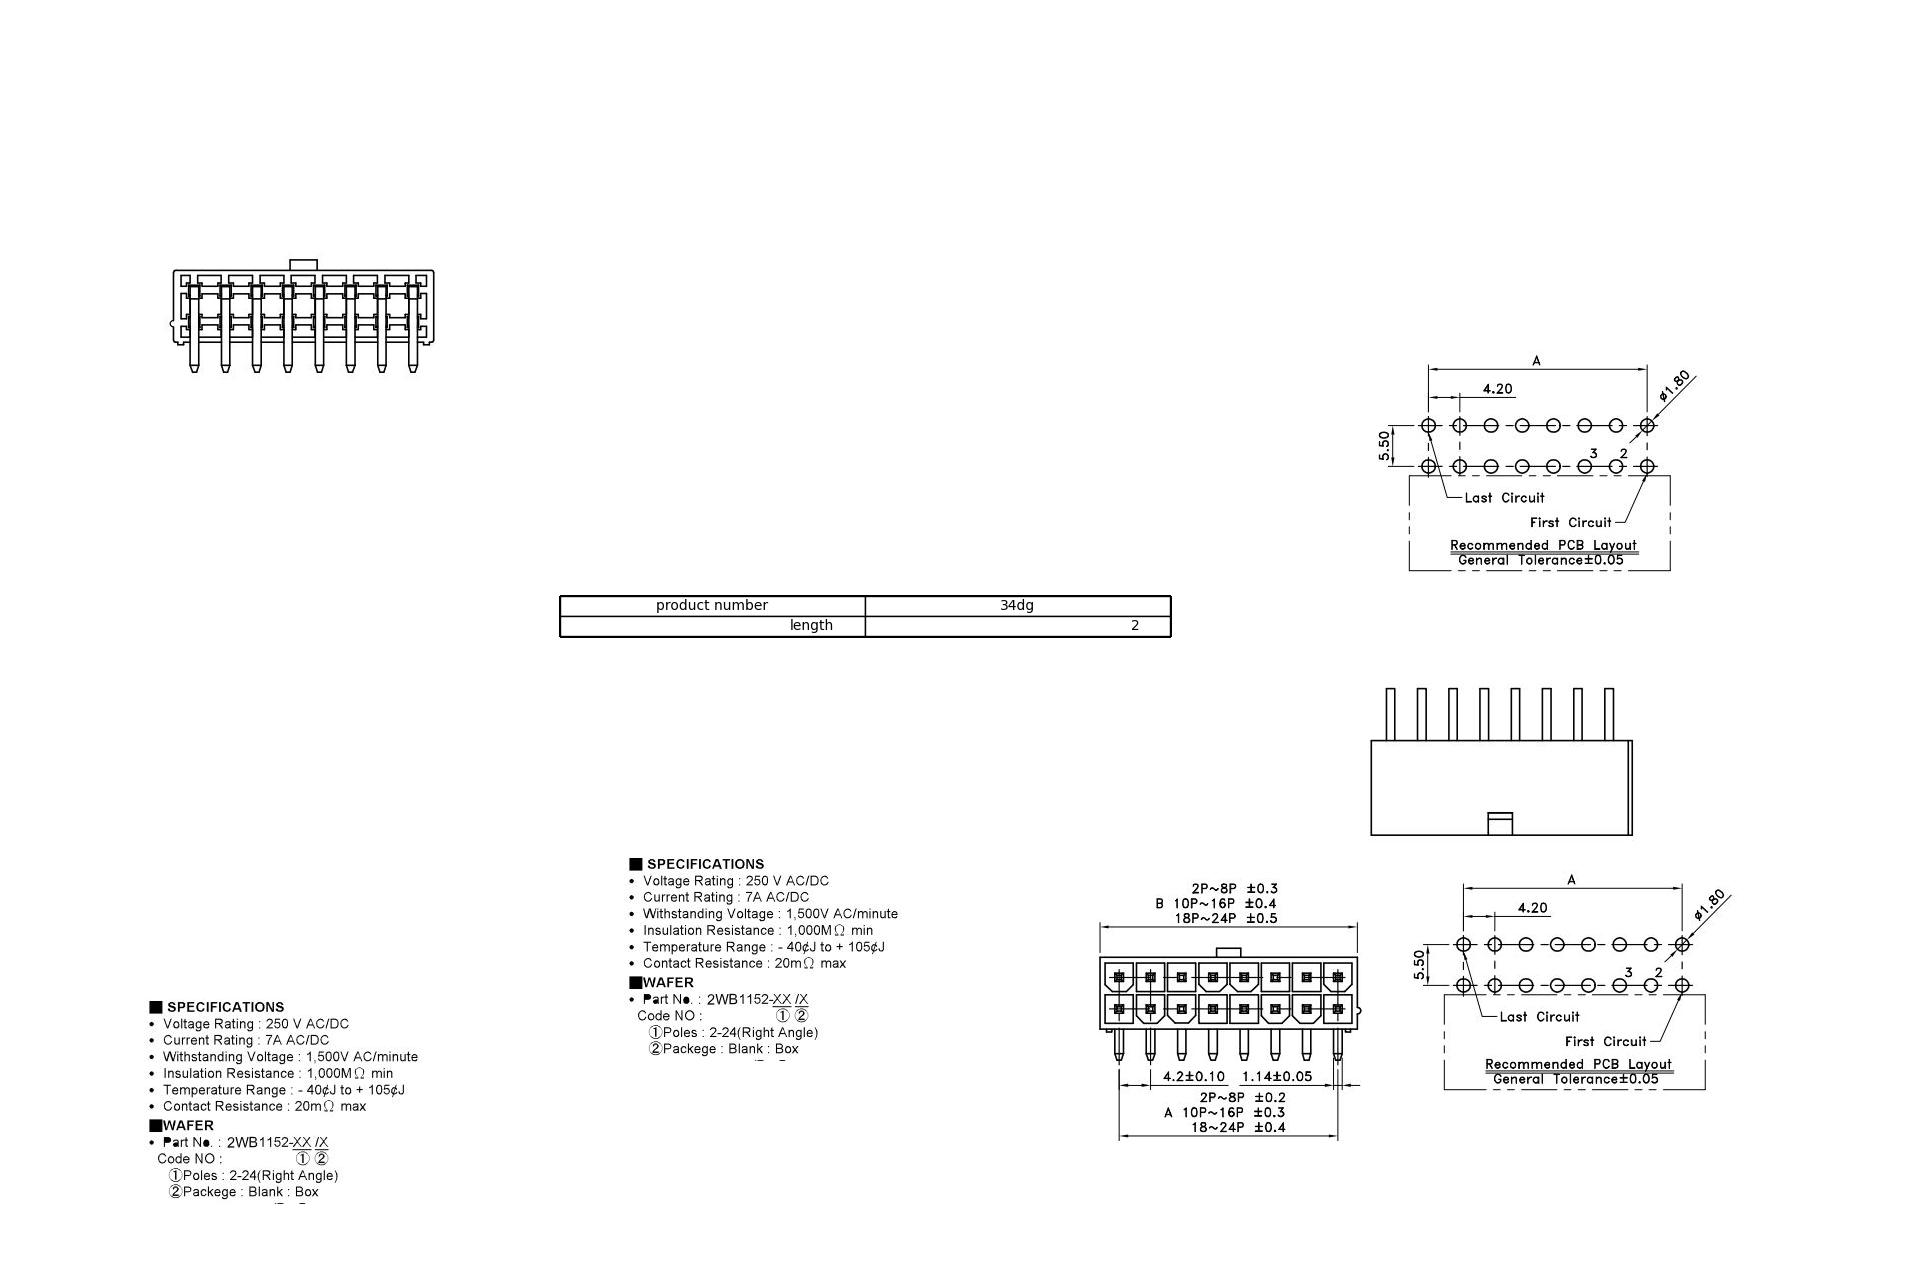 A
4.20
ø1.80
5.50
3 2
Last Circuit
First Circuit
Recommended PCB Layout
General Tolerance±0.05
product number 34dg
length 2
■ SPECIFICATIONS
• Voltage Rating : 250 V AC/DC
• Current Rating : 7A AC/DC
• Withstanding Voltage : 1,500V AC/minute
• Insulation Resistance : 1,000MΩ min
• Temperature Range : - 40¢J to + 105¢J
• Contact Resistance : 20mΩ max
■WAFER
• Part No. : 2WB1152-XX /X
Code NO : ① ②
①Poles : 2-24(Right Angle)
②Packege : Blank : Box
2P~8P ±0.3
B 10P~16P ±0.4
18P~24P ±0.5
4.2±0.10 1.14±0.05
2P~8P ±0.2
A 10P~16P ±0.3
18~24P ±0.4
A
4.20
ø1.80
5.50
3 2
Last Circuit
First Circuit
Recommended PCB Layout
General Tolerance±0.05
■ SPECIFICATIONS
• Voltage Rating : 250 V AC/DC
• Current Rating : 7A AC/DC
• Withstanding Voltage : 1,500V AC/minute
• Insulation Resistance : 1,000MΩ min
• Temperature Range : - 40¢J to + 105¢J
• Contact Resistance : 20mΩ max
■WAFER
• Part No. : 2WB1152-XX /X
Code NO : ① ②
①Poles : 2-24(Right Angle)
②Packege : Blank : Box